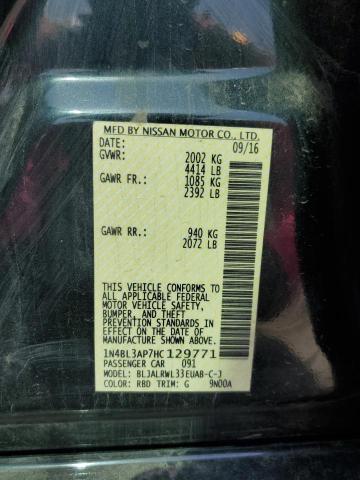 MFD BY NISSAN MOTOR CO., LTD.
DATE: 09/16
GVWR: 2002 KG
4414 LB
GAWR FR: 1085 KG
2392 LB
GAWR RR: 940 KG
2072 LB
THIS VEHICLE CONFORMS TO
ALL APPLICABLE FEDERAL
MOTOR VEHICLE SAFETY,
BUMPER, AND THEFT PREVENTION
STANDARDS IN EFFECT ON THE DATE
OF MANUFACTURE SHOWN ABOVE.
1N4BL3AP7HC129771
PASSENGER CAR 091
MODEL: BLJALRWL33EUAB-C-J
COLOR: RBD TRIM: G 9N00A